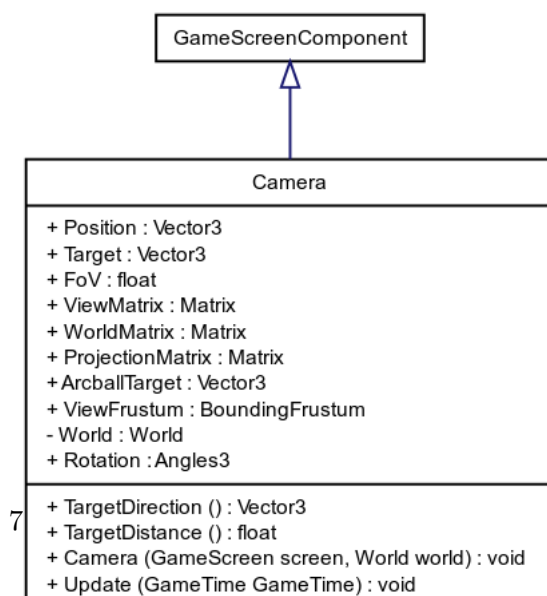 GameScreenComponent
Camera
+ Position : Vector3
+ Target : Vector3
+ FoV : float
+ ViewMatrix : Matrix
+ WorldMatrix : Matrix
+ ProjectionMatrix : Matrix
+ ArcballTarget : Vector3
+ ViewFrustum : BoundingFrustum
- World : World
+ Rotation : Angles3
7
+ TargetDirection () : Vector3
+ TargetDistance () : float
+ Camera (GameScreen screen, World world) : void
+ Update (GameTime GameTime) : void